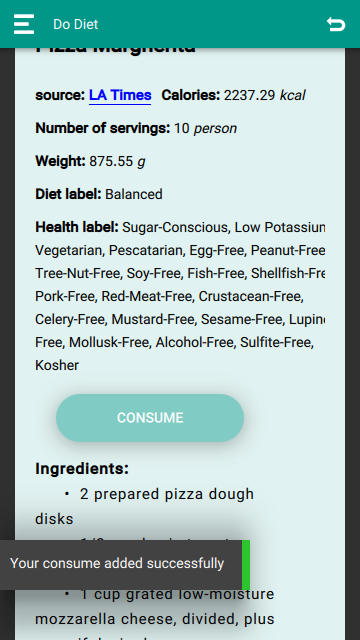 Do Diet
Pizza Margherita
source: LA Times Calories: 2237.29 kcal
Number of servings: 10 person
Weight: 875.55 g
Diet label: Balanced
Health label: Sugar-Conscious, Low Potassium
Vegetarian, Pescatarian, Egg-Free, Peanut-Free
Tree-Nut-Free, Soy-Free, Fish-Free, Shellfish-Fre
Pork-Free, Red-Meat-Free, Crustacean-Free,
Celery-Free, Mustard-Free, Sesame-Free, Lupin
Free, Mollusk-Free, Alcohol-Free, Sulfite-Free,
Kosher
CONSUME
Ingredients:
• 2 prepared pizza dough
disks
Your consume added successfully
• 1 cup grated low-moisture
mozzarella cheese, divided, plus